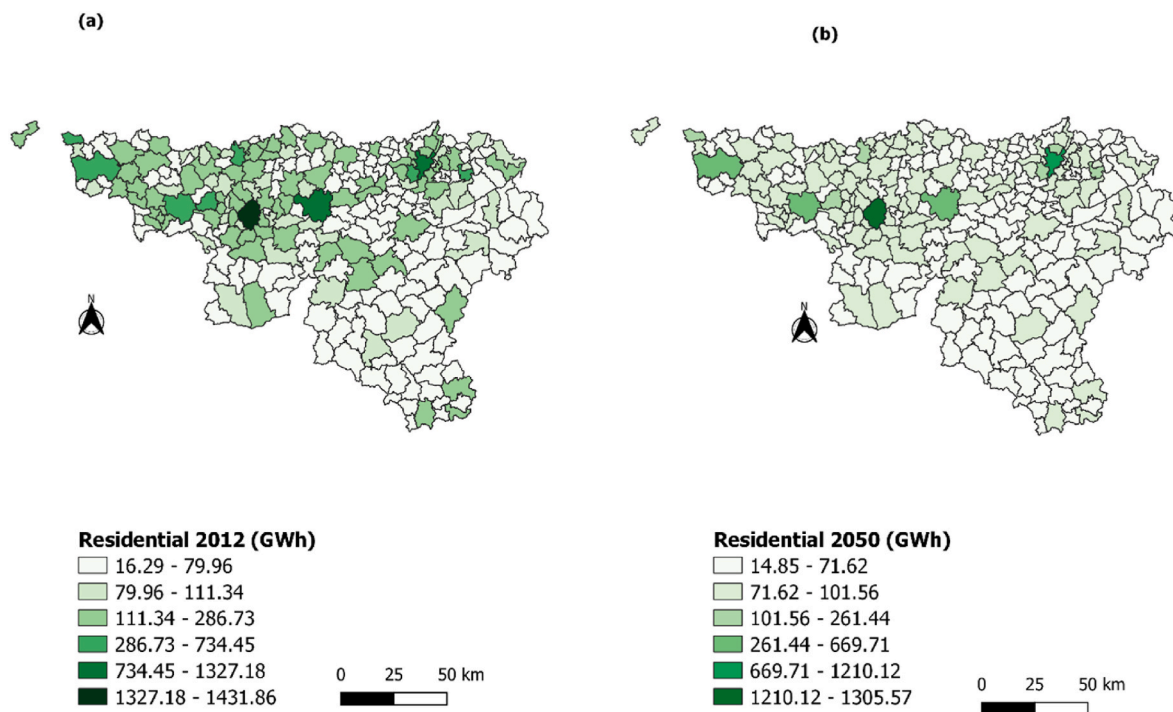 (a)
(b)
N
N
Residential 2012 (GWh)
16.29 - 79.96
79.96 - 111.34
111.34 - 286.73
286.73 - 734.45
734.45 - 1327.18
1327.18 - 1431.86
0 25 50 km
Residential 2050 (GWh)
14.85 - 71.62
71.62 - 101.56
101.56 - 261.44
261.44 - 669.71
669.71 - 1210.12
1210.12 - 1305.57
0 25 50 km